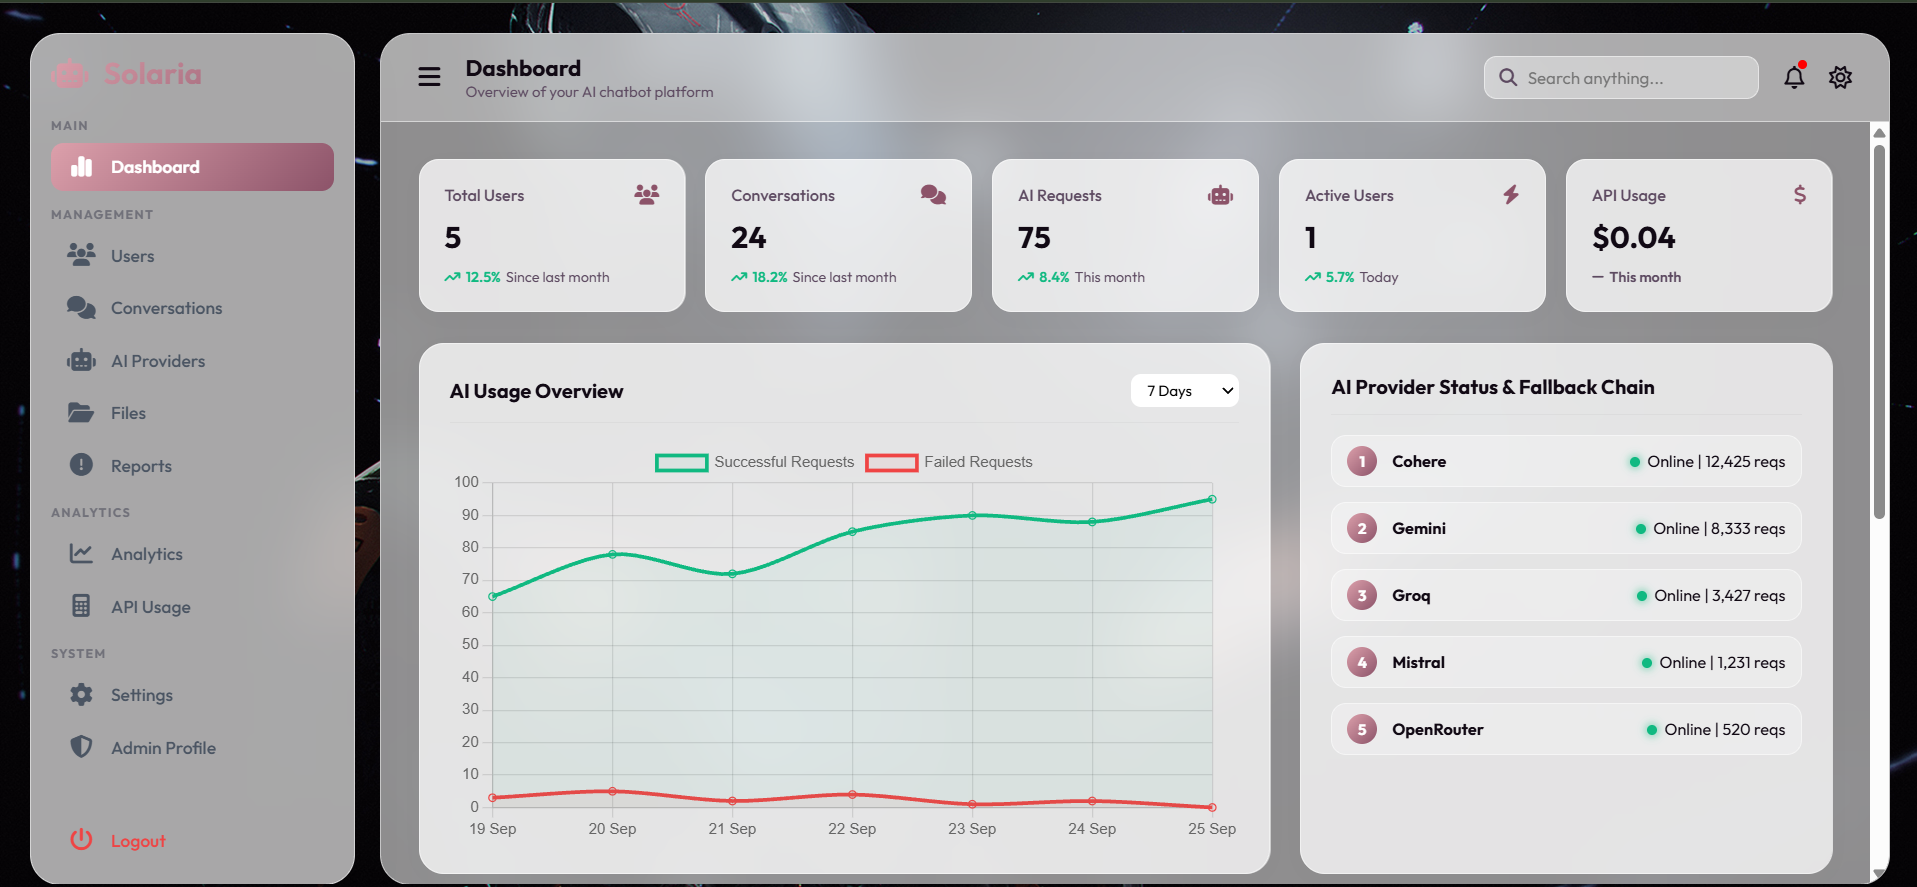 Solaria
MAIN
Dashboard
MANAGEMENT
Users
Conversations
AI Providers
Files
Reports
ANALYTICS
Analytics
API Usage
SYSTEM
Settings
Admin Profile
Logout
Dashboard
Overview of your AI chatbot platform
Search anything...
Total Users
5
12.5% Since last month
Conversations
24
18.2% Since last month
AI Requests
75
8.4% This month
Active Users
1
5.7% Today
API Usage
$0.04
— This month
AI Usage Overview
7 Days
Successful Requests Failed Requests
100
90
80
70
60
50
40
30
20
10
0
19 Sep 20 Sep 21 Sep 22 Sep 23 Sep 24 Sep 25 Sep
AI Provider Status & Fallback Chain
1 Cohere Online | 12,425 reqs
2 Gemini Online | 8,333 reqs
3 Groq Online | 3,427 reqs
4 Mistral Online | 1,231 reqs
5 OpenRouter Online | 520 reqs